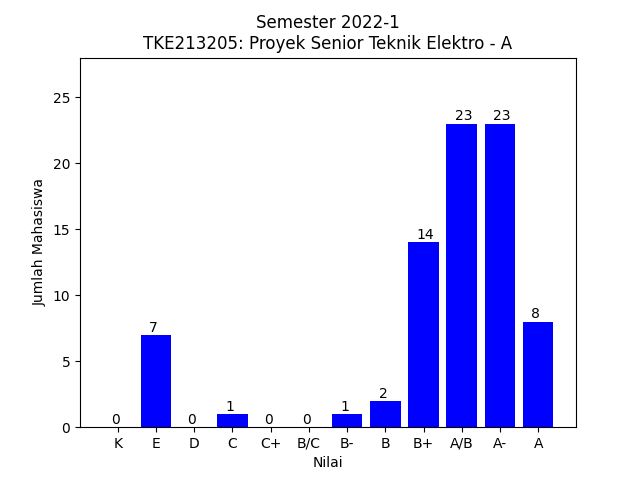 Semester 2022-1
TKE213205: Proyek Senior Teknik Elektro - A
Jumlah Mahasiswa
25
20
15
10
5
0
0 7 0 1 0 0 1 2 14 23 23 8
K E D C C+ B/C B- B B+ A/B A- A
Nilai